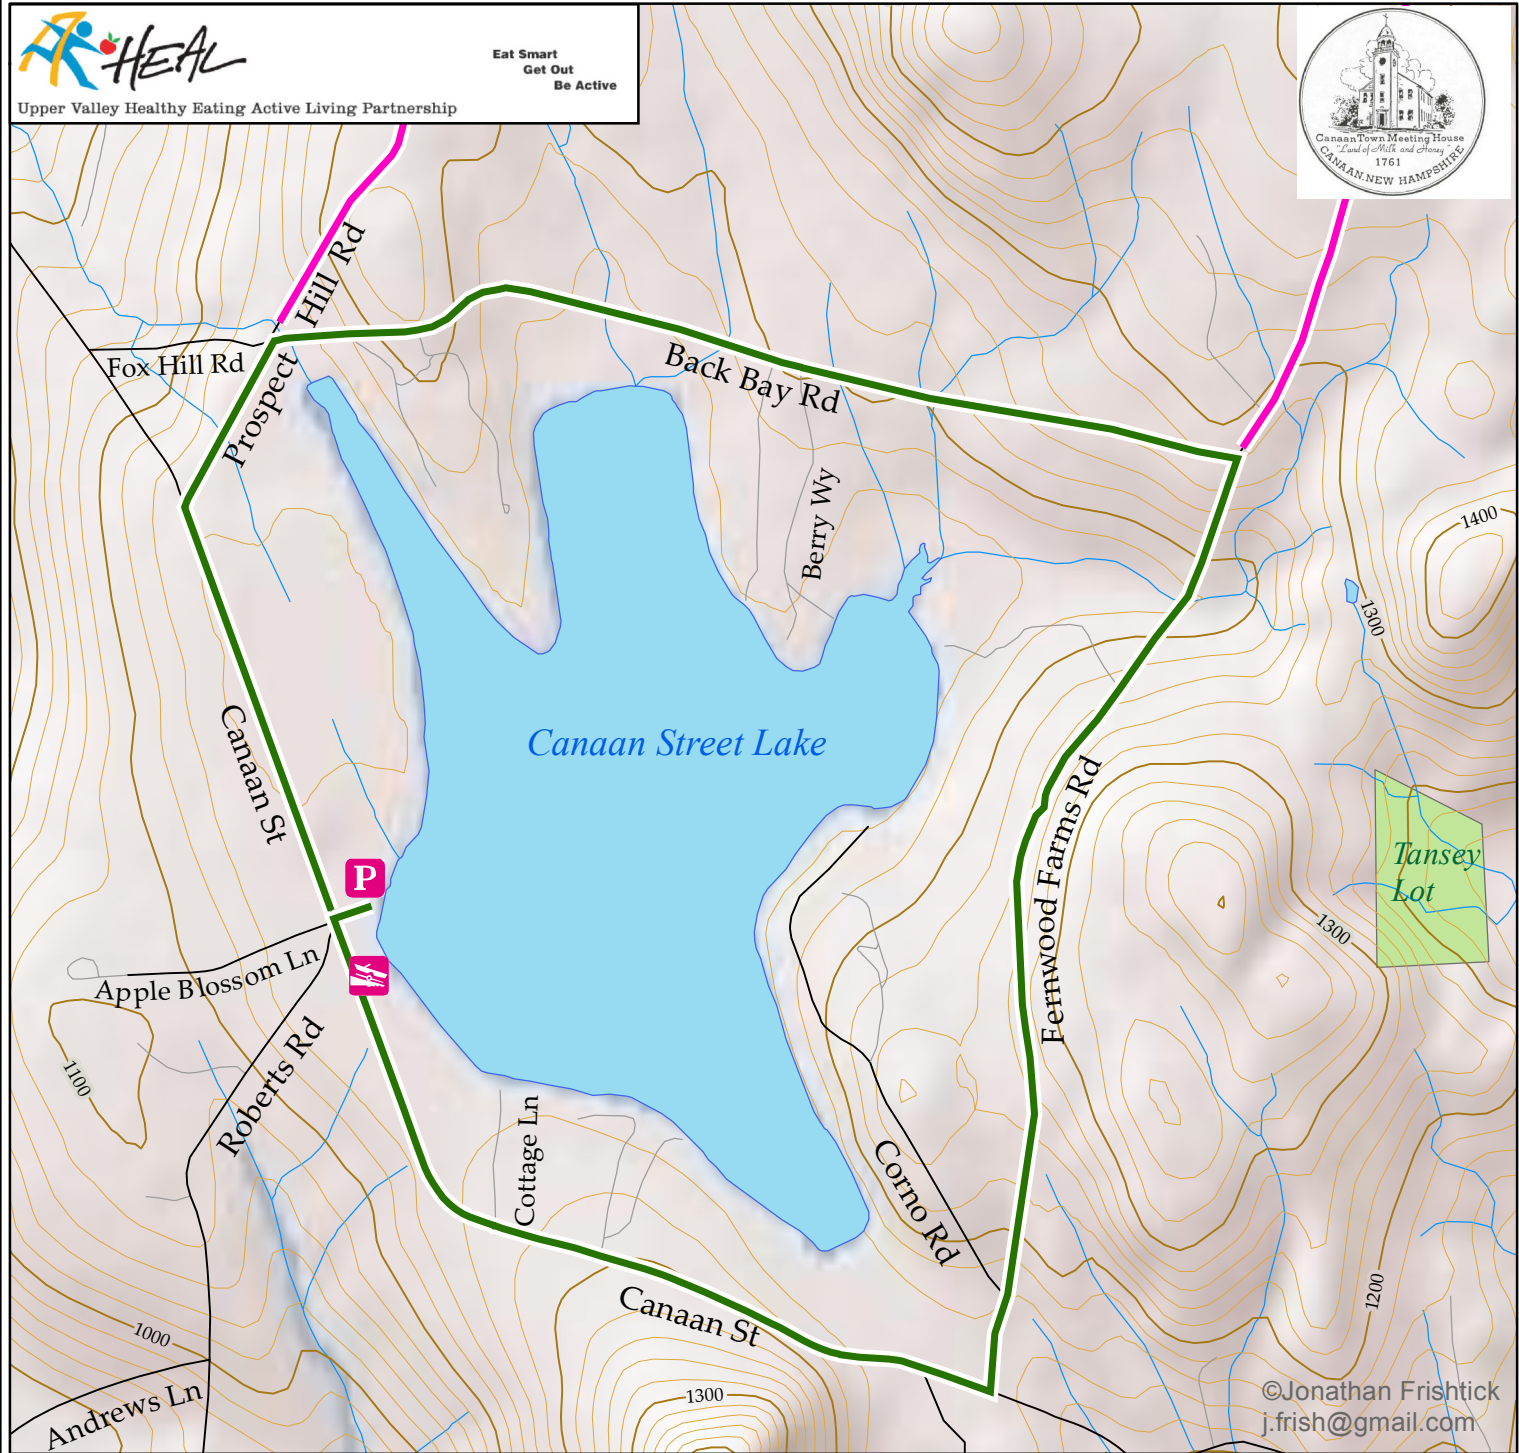 HEAL
Eat Smart
Get Out
Be Active
Upper Valley Healthy Eating Active Living Partnership
Canaan Town Meeting House
"Land of Milk and Honey"
1761
CANAAN, NEW HAMPSHIRE
Prospect Hill Rd
Fox Hill Rd
Back Bay Rd
Berry Wy
1400
1300
Canaan St
Canaan Street Lake
Fernwood Farms Rd
Tansey
Lot
P
1300
Apple Blossom Ln
Roberts Rd
1100
Cottage Ln
Corno Rd
Canaan St
1200
1000
Andrews Ln
1300
©Jonathan Frishtick
j.frish@gmail.com